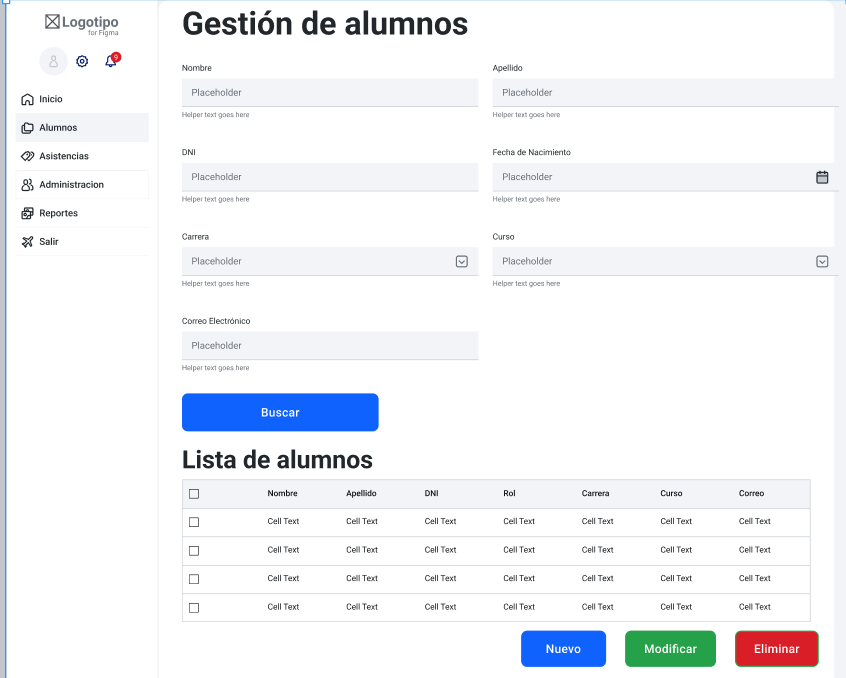 Logotipo
for Figma
9
Inicio
Alumnos
Asistencias
Administracion
Reportes
Salir
Gestión de alumnos
Nombre
Apellido
Placeholder
Placeholder
Helper text goes here
Helper text goes here
DNI
Fecha de Nacimiento
Placeholder
Placeholder
Helper text goes here
Helper text goes here
Carrera
Curso
Placeholder
Placeholder
Helper text goes here
Helper text goes here
Correo Electrónico
Placeholder
Helper text goes here
Buscar
Lista de alumnos
Nombre Apellido DNI Rol Carrera Curso Correo
Cell Text Cell Text Cell Text Cell Text Cell Text Cell Text Cell Text
Cell Text Cell Text Cell Text Cell Text Cell Text Cell Text Cell Text
Cell Text Cell Text Cell Text Cell Text Cell Text Cell Text Cell Text
Cell Text Cell Text Cell Text Cell Text Cell Text Cell Text Cell Text
Nuevo Modificar Eliminar